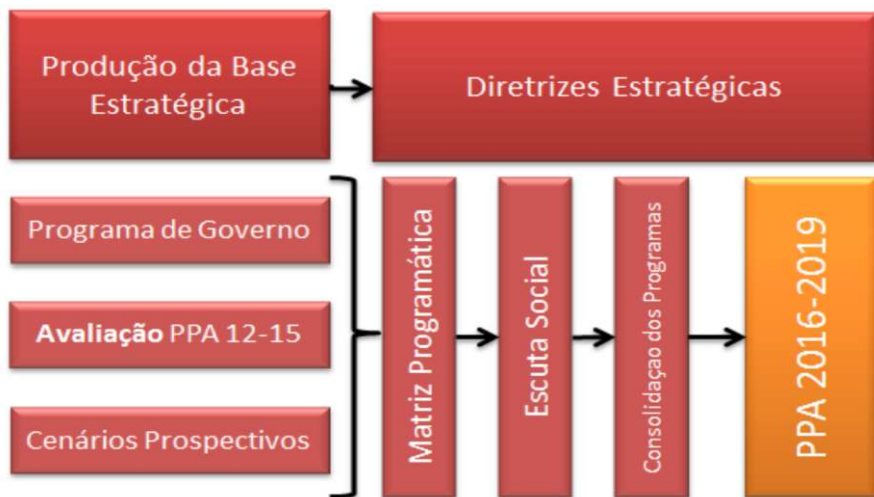 Produção da Base
Estratégica
Diretrizes Estratégicas
Programa de Governo
Avaliação PPA 12-15
Cenários Prospectivos
Matriz Programática
Escuta Social
Consolidaçao dos Programas
PPA 2016-2019